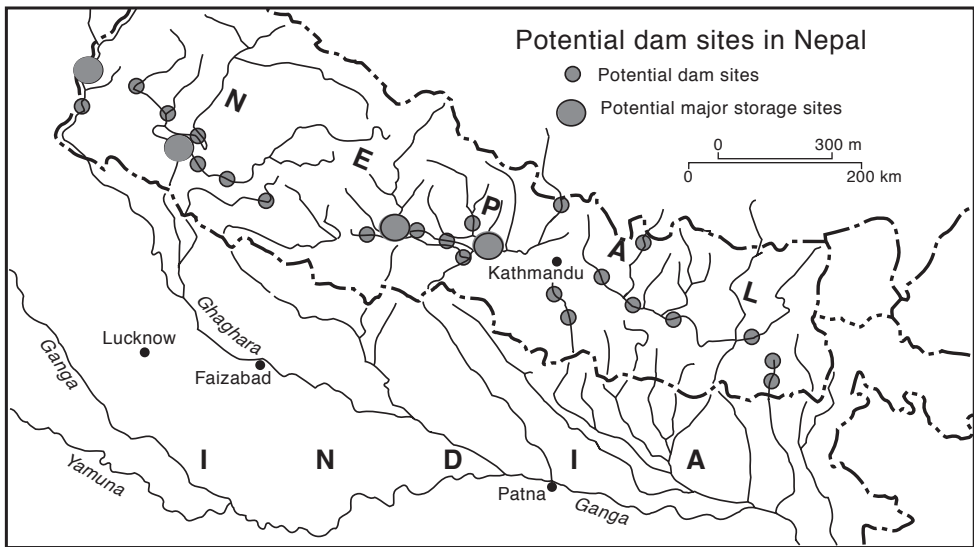 Potential dam sites in Nepal
Potential dam sites
Potential major storage sites
0 300 m
0 200 km
N
E
P
A
L
Kathmandu
Ghaghara
Lucknow
Faizabad
Ganga
Yamuna
I N D I A
Patna
Ganga